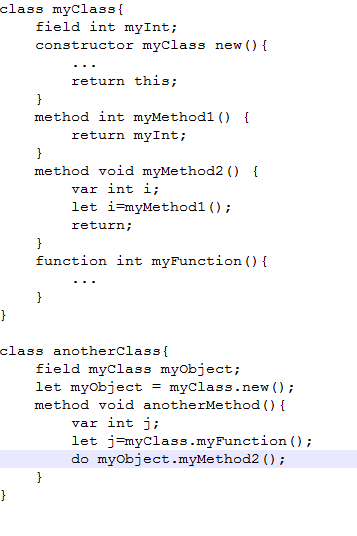 class myClass{
    field int myInt;
    constructor myClass new(){
        ...
        return this;
    }
    method int myMethod1() {
        return myInt;
    }
    method void myMethod2() {
        var int i;
        let i=myMethod1();
        return;
    }
    function int myFunction(){
        ...
    }
}

class anotherClass{
    field myClass myObject;
    let myObject = myClass.new();
    method void anotherMethod(){
        var int j;
        let j=myClass.myFunction();
        do myObject.myMethod2();
    }
}